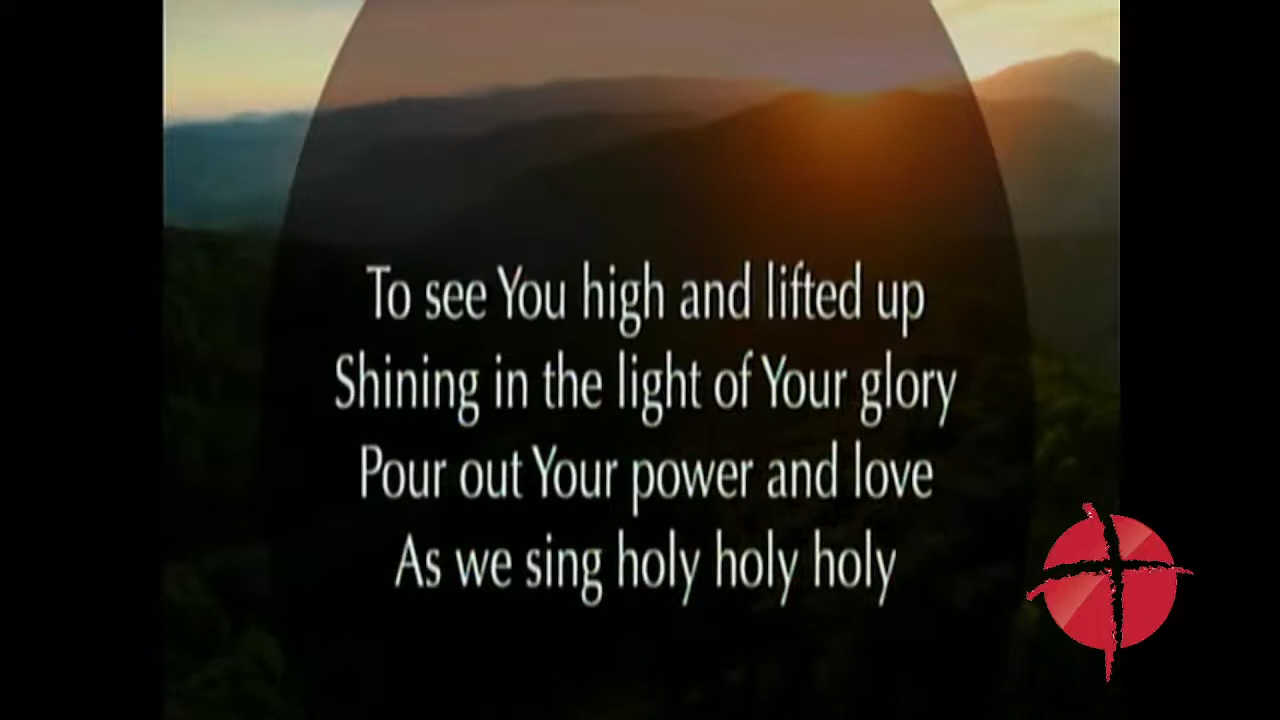 To see You high and lifted up
Shining in the light of Your glory
Pour out Your power and love
As we sing holy holy holy